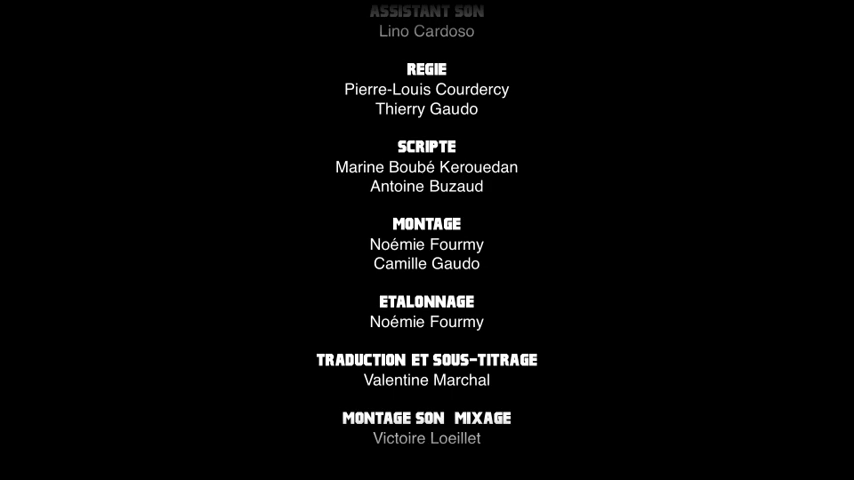 ASSISTANT SON
Lino Cardoso
REGIE
Pierre-Louis Courdercy
Thierry Gaudo
SCRIPTE
Marine Boubé Kerouedan
Antoine Buzaud
MONTAGE
Noémie Fourmy
Camille Gaudo
ETALONNAGE
Noémie Fourmy
TRADUCTION ET SOUS-TITRAGE
Valentine Marchal
MONTAGE SON MIXAGE
Victoire Loeillet